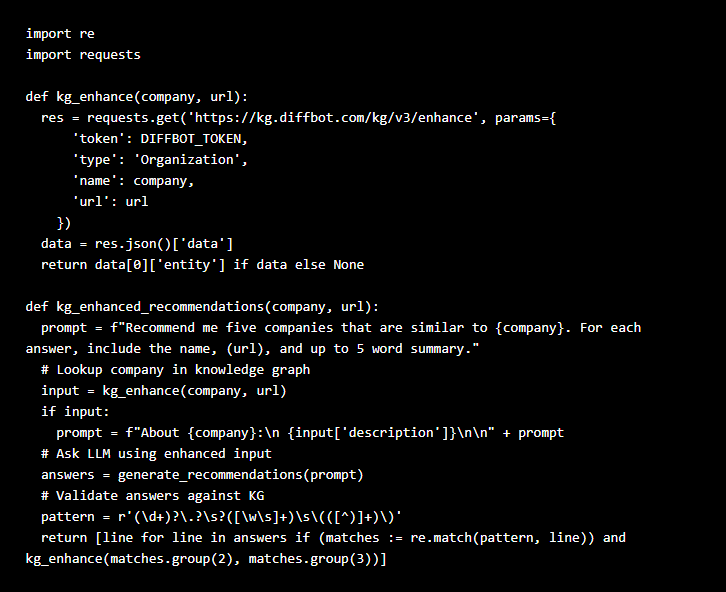 import re
import requests

def kg_enhance(company, url):
  res = requests.get('https://kg.diffbot.com/kg/v3/enhance', params={
      'token': DIFFBOT_TOKEN,
      'type': 'Organization',
      'name': company,
      'url': url
    })
  data = res.json()['data']
  return data[0]['entity'] if data else None

def kg_enhanced_recommendations(company, url):
  prompt = f"Recommend me five companies that are similar to {company}. For each
answer, include the name, (url), and up to 5 word summary."
  # Lookup company in knowledge graph
  input = kg_enhance(company, url)
  if input:
    prompt = f"About {company}:\n {input['description']}\n\n" + prompt
  # Ask LLM using enhanced input
  answers = generate_recommendations(prompt)
  # Validate answers against KG
  pattern = r'(\d+)?\.?\s?([\w\s]+)\s\(([^)]+)\)'
  return [line for line in answers if (matches := re.match(pattern, line)) and
kg_enhance(matches.group(2), matches.group(3))]